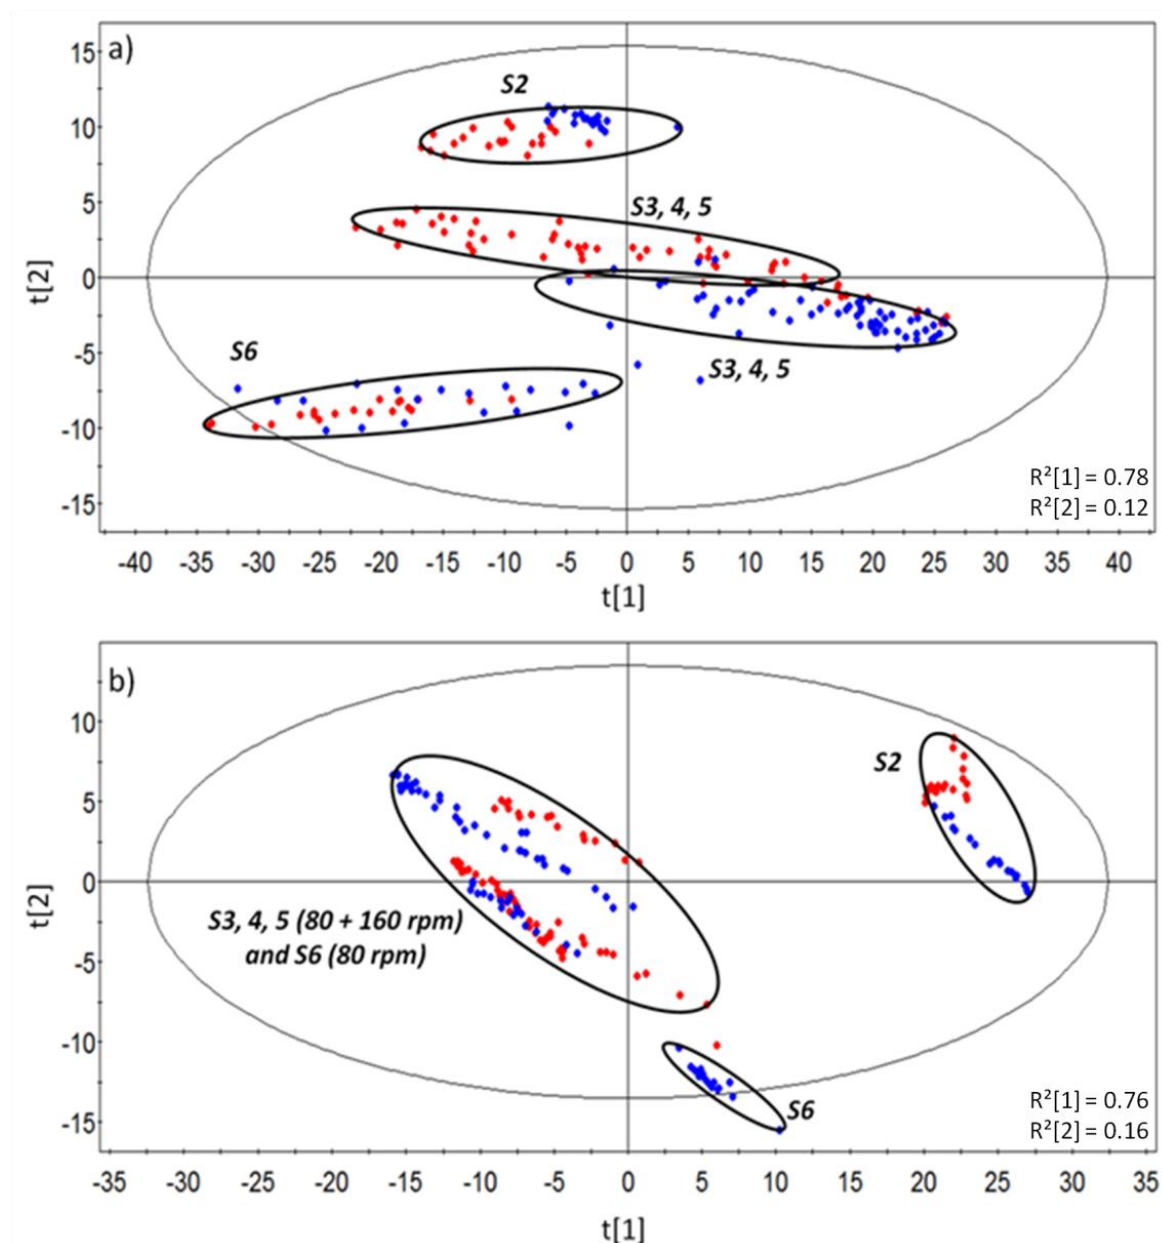 a)
15
10
5
0
-5
-10
-15
t[2]
S2
S3, 4, 5
S3, 4, 5
S6
R²[1] = 0.78
R²[2] = 0.12
-40 -35 -30 -25 -20 -15 -10 -5 0 5 10 15 20 25 30 35 40
t[1]
b)
10
5
0
-5
-10
-15
t[2]
S2
S3, 4, 5 (80 + 160 rpm)
and S6 (80 rpm)
S6
R²[1] = 0.76
R²[2] = 0.16
-35 -30 -25 -20 -15 -10 -5 0 5 10 15 20 25 30 35
t[1]